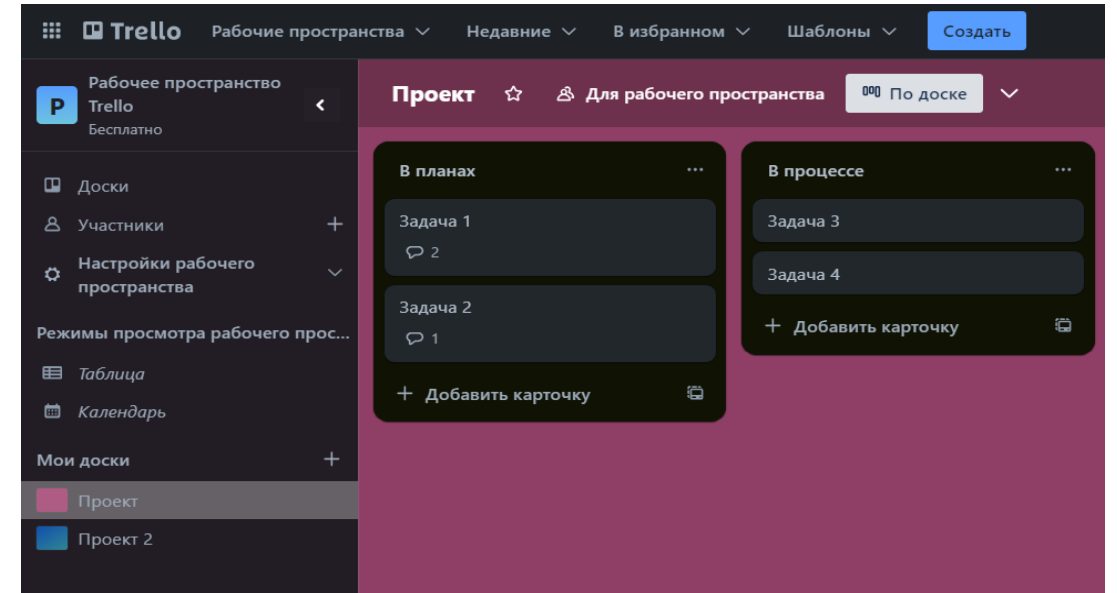 Trello Рабочие пространства Недавние В избранном Шаблоны Создать
P
Рабочее пространство
Trello
Бесплатно
Доски
Участники
Настройки рабочего
пространства
Режимы просмотра рабочего прос...
Таблица
Календарь
Мои доски
Проект
Проект 2
Проект Для рабочего пространства По доске
В планах
Задача 1
2
Задача 2
1
+ Добавить карточку
В процессе
Задача 3
Задача 4
+ Добавить карточку